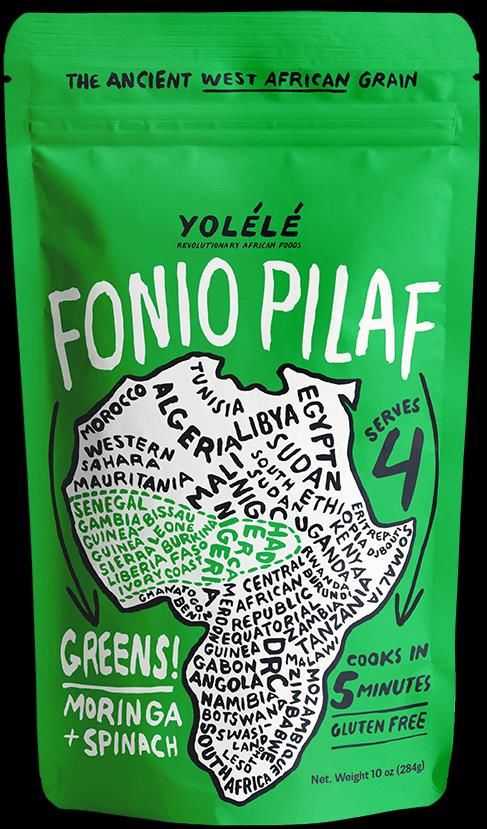 THE ANCIENT WEST AFRICAN GRAIN
YOLÉLÉ
REVOLUTIONARY AFRICAN FOODS
FONIO PILAF
SERVES
4
MOROCCO
TUNISIA
ALGERIA
LIBYA
EGYPT
WESTERN
SAHARA
MAURITANIA
MALI
NIGER
CHAD
SUDAN
SOUTH
SUDAN
ETHIOPIA
ERITREA
DJBOUTI
SOMALIA
SENEGAL
GAMBIA BISSAU
GUINEA
GUINEA LEONE
SIERRA BURKINA
LIBERIA FASO
IVORY COAST
GHANA TOGO
BENIN
NIGERIA
UGANDA
KENYA
RWANDA
BURUNDI
CENTRAL
AFRICAN
REPUBLIC
EQUATORIAL
GUINEA
GABON
DRC
ZAMBIA
TANZANIA
MALAWI
ANGOLA
NAMIBIA
BOTSWANA
ZIMBABWE
MOZAMBIQUE
SOUTH AFRICA
GREENS!
MORINGA
+ SPINACH
COOKS IN
5 MINUTES
GLUTEN FREE
Net. Weight 10 oz (284g)